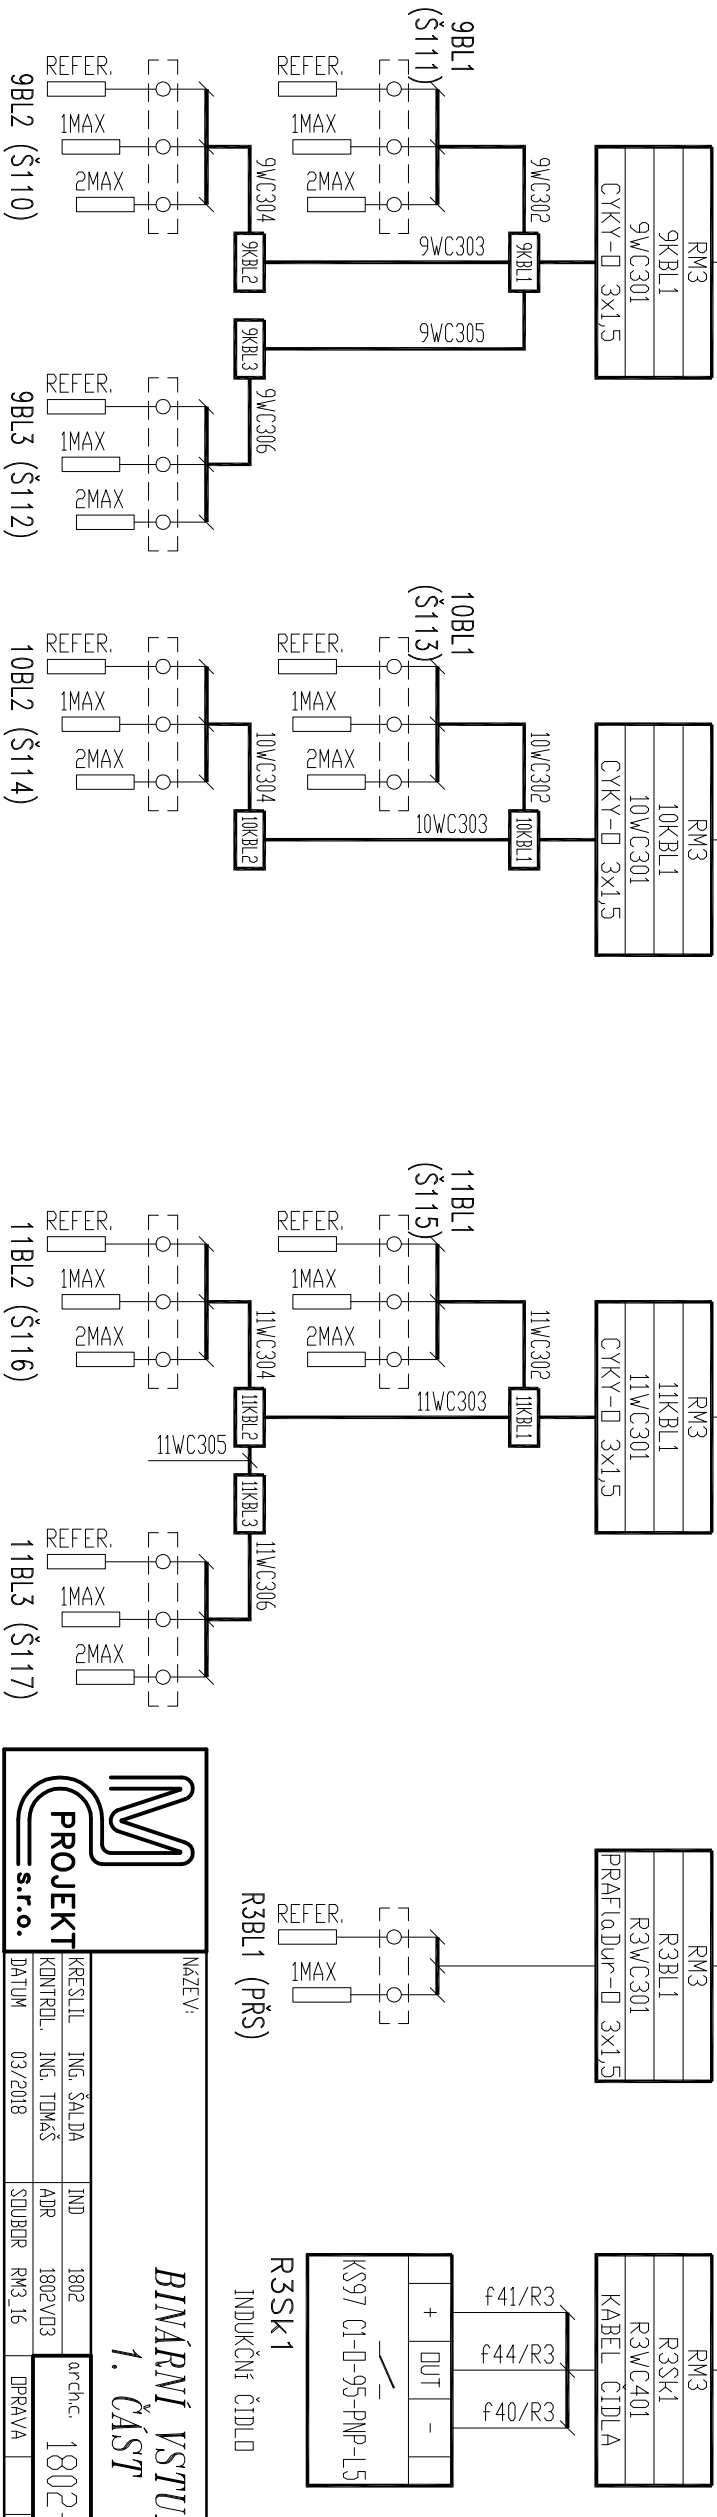 RM3
9KBL1
9WC301
CYKY-O 3x1,5
9BL1
(Š111)
9WC302
9KBL1
REFER.
1MAX
2MAX
9WC303
9WC305
9WC304
9KBL2
9KBL3
9WC306
REFER.
1MAX
2MAX
9BL2 (Š110)
REFER.
1MAX
2MAX
9BL3 (Š112)
RM3
10KBL1
10WC301
CYKY-O 3x1,5
10BL1
(Š113)
10WC302
10KBL1
REFER.
1MAX
2MAX
10WC303
10WC304
10KBL2
REFER.
1MAX
2MAX
10BL2 (Š114)
RM3
11KBL1
11WC301
CYKY-O 3x1,5
11BL1
(Š115)
11WC302
11KBL1
REFER.
1MAX
2MAX
11WC303
11WC304
11KBL2
11WC305
11KBL3
11WC306
REFER.
1MAX
2MAX
11BL2 (Š116)
REFER.
1MAX
2MAX
11BL3 (Š117)
RM3
R3BL1
R3WC301
PRAFlaDur-O 3x1,5
REFER.
1MAX
R3BL1 (PŘS)
RM3
R3Sk1
R3WC401
KABEL ČIDLA
f41/R3
f44/R3
f40/R3
+ OUT -
KS97 C1-O-95-PNP-L5
R3Sk1
INDUKČNÍ ČIDLO
M PROJEKT
s.r.o.
NÁZEV:
BINÁRNÍ
1. ČÁST
KRESLIL ING. ŠALDA IND 1802
KONTROL. ING. TOMÁŠ ADR 1802VO3
DATUM 03/2018 SOUBOR RM3_16
arch.č. 1802-
OPRAVA